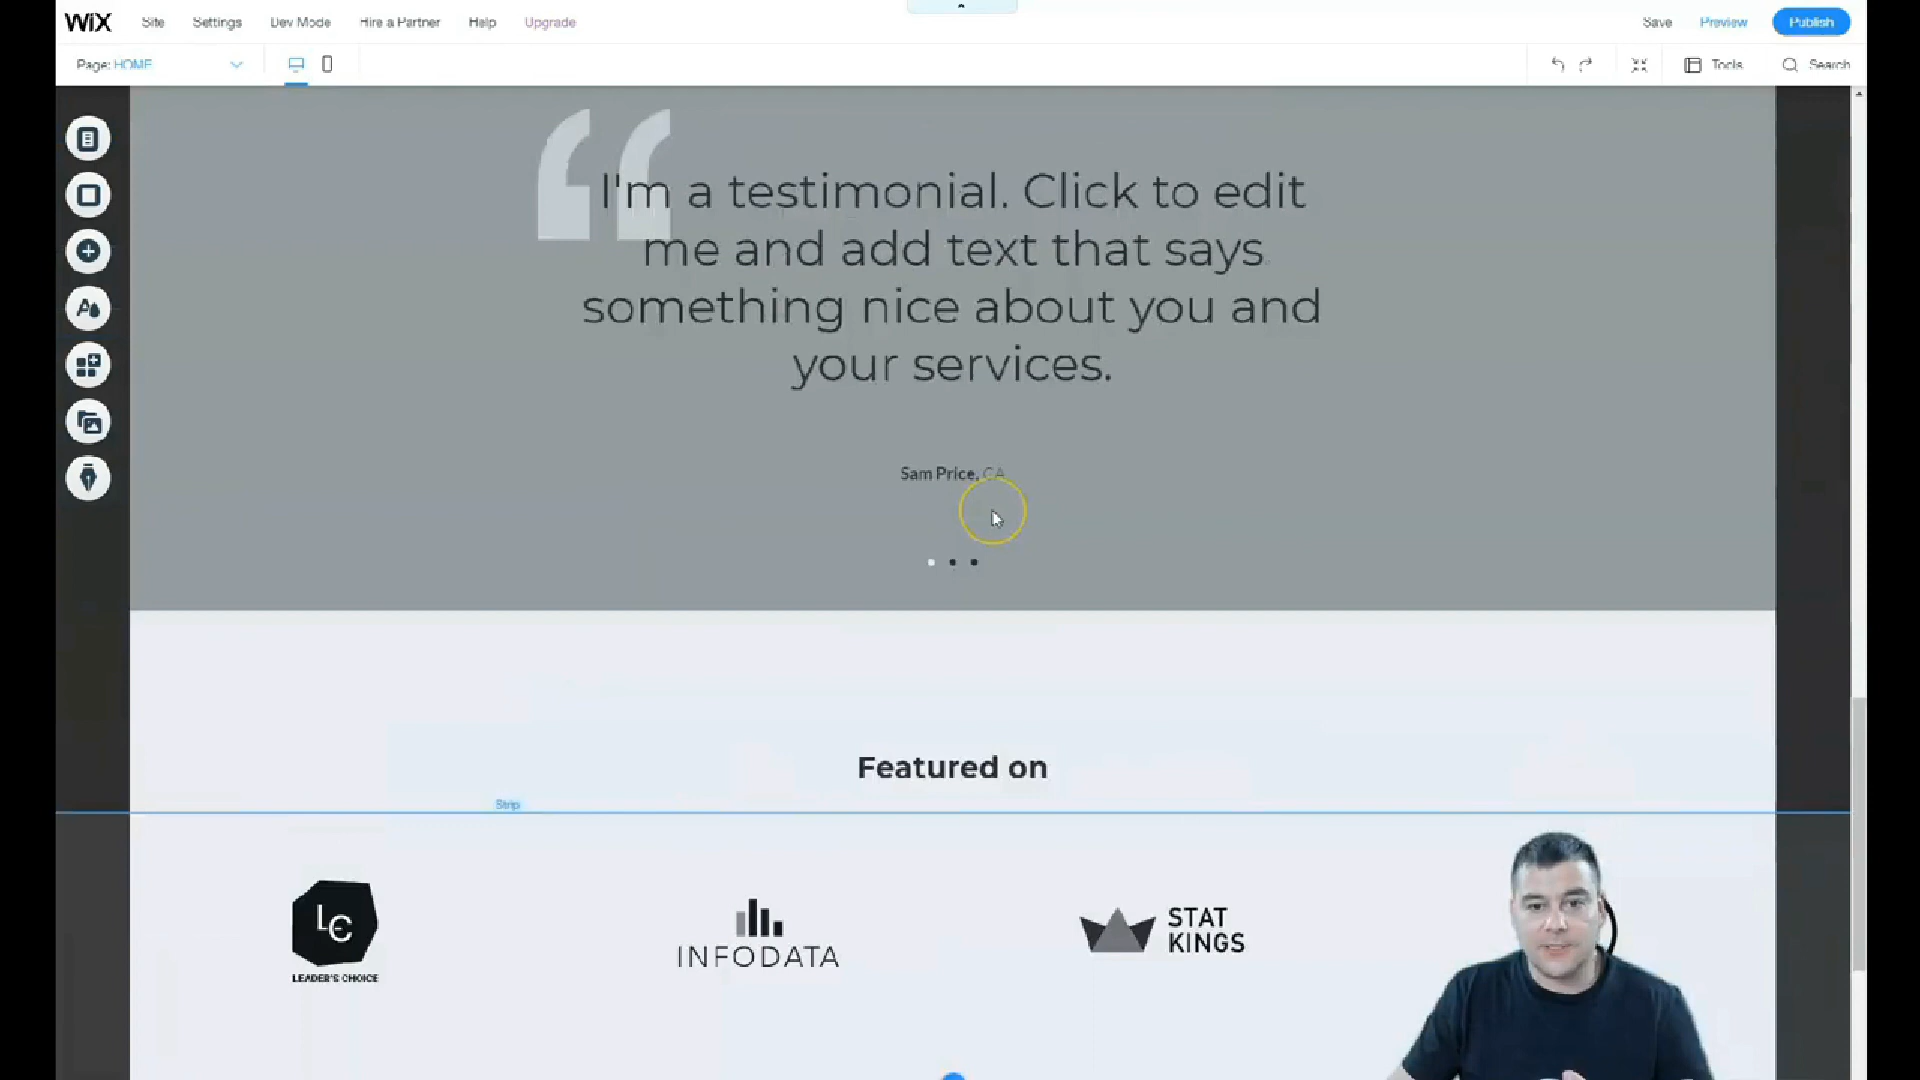 WiX Site Settings Dev Mode Hire a Partner Help Upgrade Save Preview Publish
Page: HOME Tools Search
“
I'm a testimonial. Click to edit
me and add text that says
something nice about you and
your services.
Sam Price, CA
Featured on
Strip
LC
LEADER'S CHOICE
INFODATA
STAT
KINGS